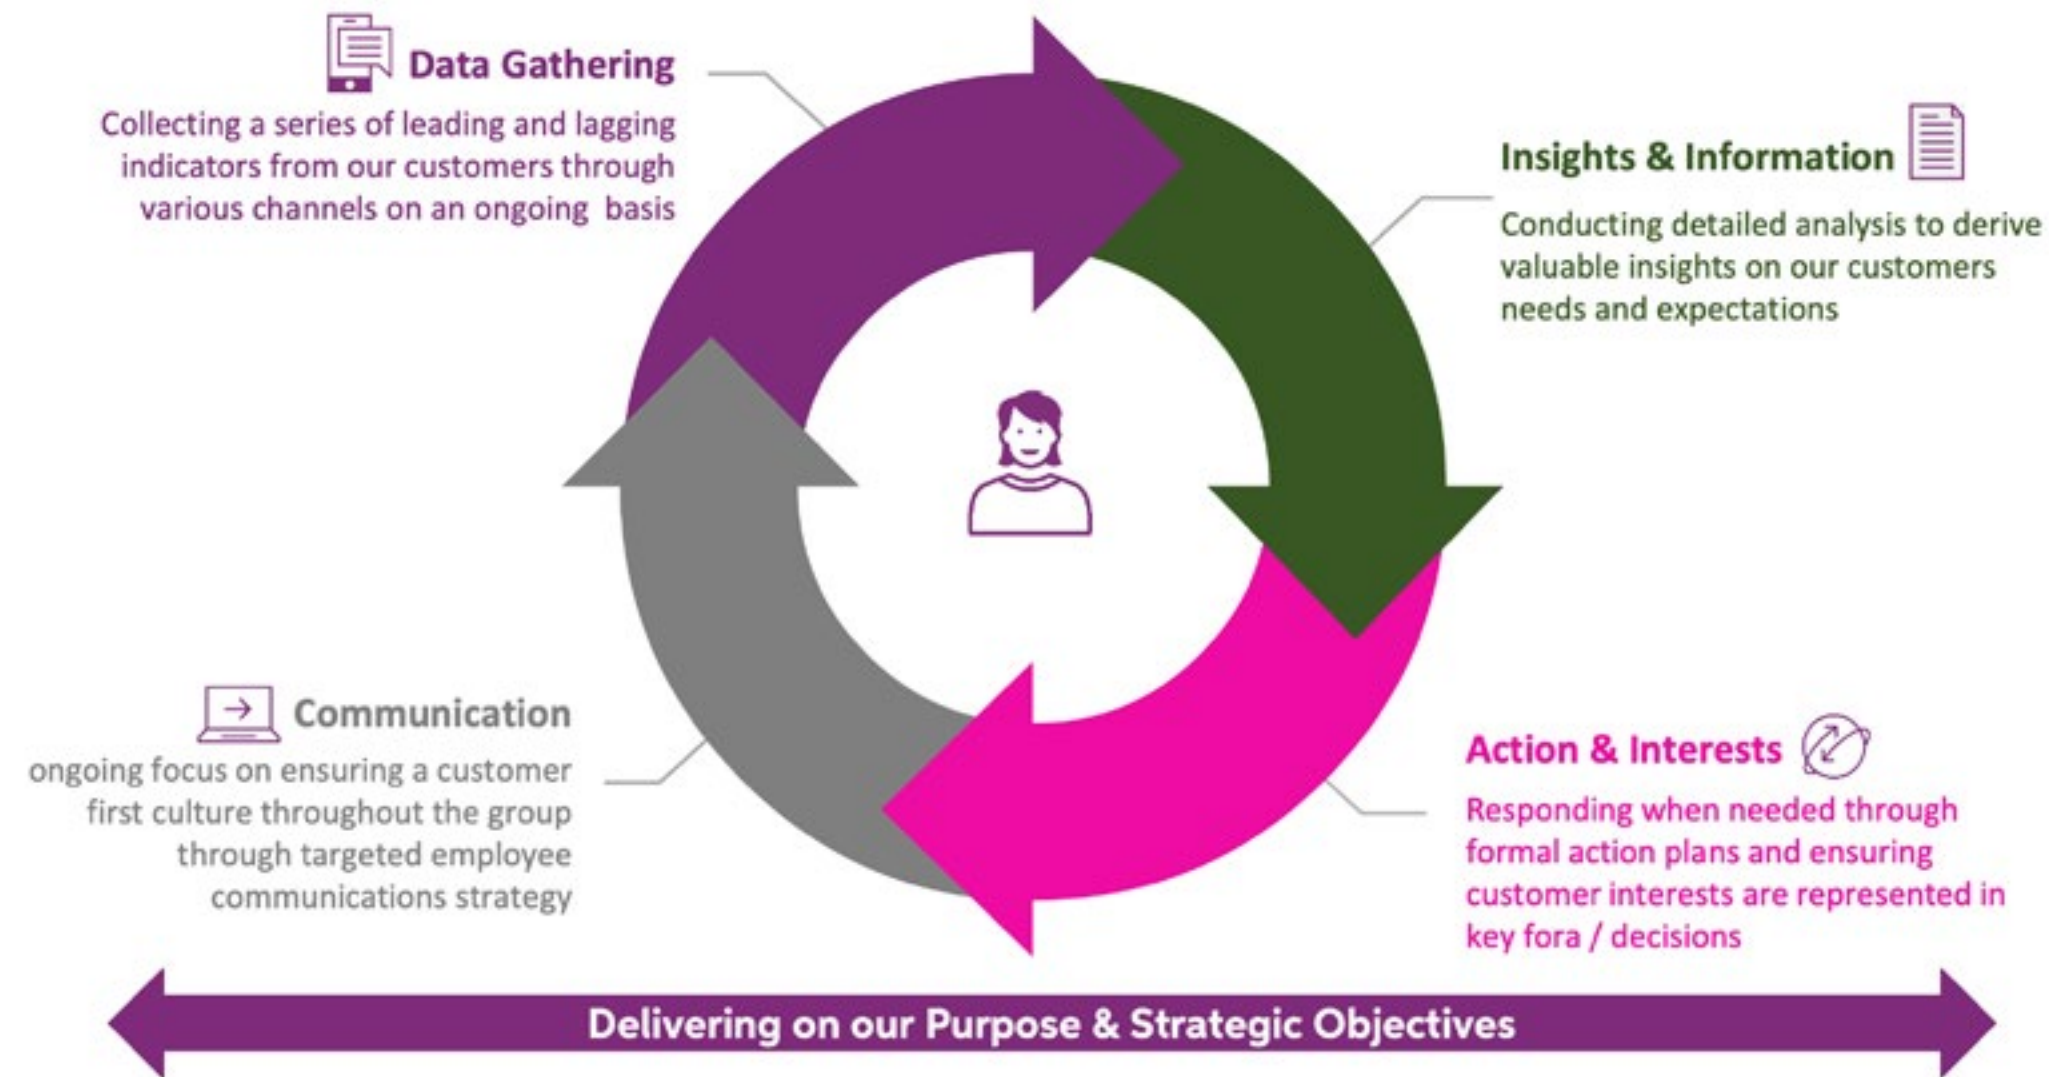 Data Gathering
Collecting a series of leading and lagging
indicators from our customers through
various channels on an ongoing basis
Insights & Information
Conducting detailed analysis to derive
valuable insights on our customers
needs and expectations
Action & Interests
Responding when needed through
formal action plans and ensuring
customer interests are represented in
key fora / decisions
Communication
ongoing focus on ensuring a customer
first culture throughout the group
through targeted employee
communications strategy
Delivering on our Purpose & Strategic Objectives